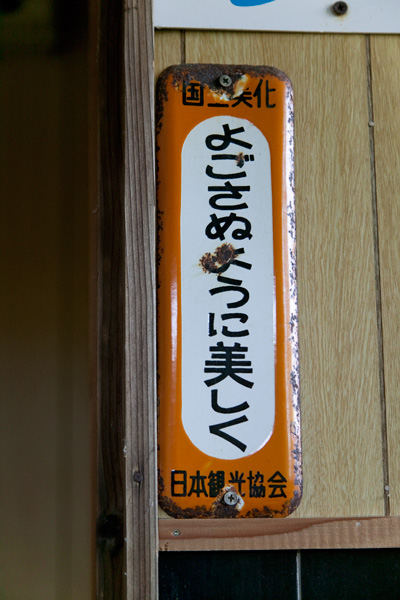 国土美化
よごさぬように美しく
日本観光協会